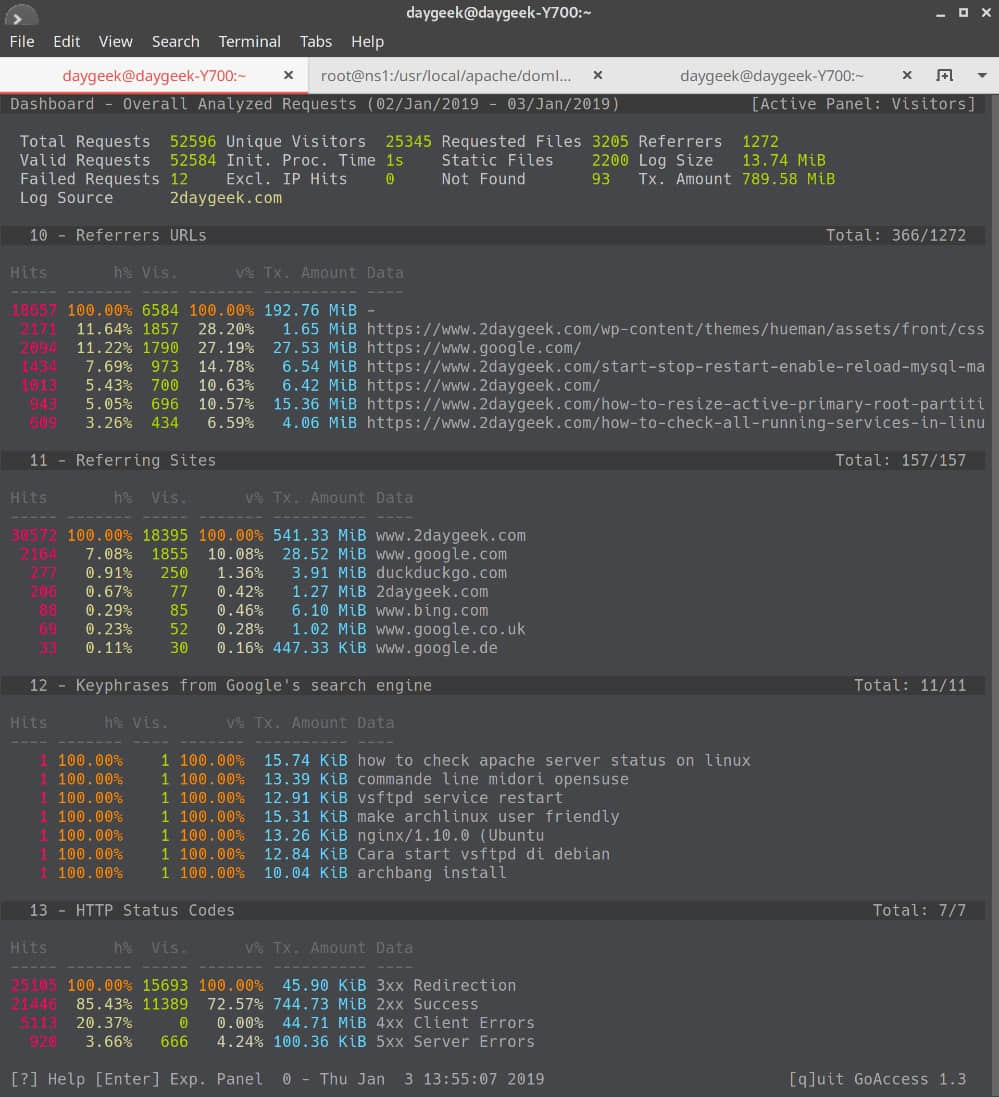 daygeek@daygeek-Y700:~
File Edit View Search Terminal Tabs Help
daygeek@daygeek-Y700:~ root@ns1:/usr/local/apache/doml... daygeek@daygeek-Y700:~
Dashboard - Overall Analyzed Requests (02/Jan/2019 - 03/Jan/2019) [Active Panel: Visitors]
Total Requests 52596 Unique Visitors 25345 Requested Files 3205 Referrers 1272
Valid Requests 52584 Init. Proc. Time 1s Static Files 2200 Log Size 13.74 MiB
Failed Requests 12 Excl. IP Hits 0 Not Found 93 Tx. Amount 789.58 MiB
Log Source 2daygeek.com
10 - Referrers URLs Total: 366/1272
Hits h% Vis. v% Tx. Amount Data
----- ------- ---- ------- ---------- ----
18657 100.00% 6584 100.00% 192.76 MiB -
2171 11.64% 1857 28.20% 1.65 MiB https://www.2daygeek.com/wp-content/themes/hueman/assets/front/css
2094 11.22% 1790 27.19% 27.53 MiB https://www.google.com/
1434 7.69% 973 14.78% 6.54 MiB https://www.2daygeek.com/start-stop-restart-enable-reload-mysql-ma
1013 5.43% 700 10.63% 6.42 MiB https://www.2daygeek.com/
943 5.05% 696 10.57% 15.36 MiB https://www.2daygeek.com/how-to-resize-active-primary-root-partiti
609 3.26% 434 6.59% 4.06 MiB https://www.2daygeek.com/how-to-check-all-running-services-in-linu
11 - Referring Sites Total: 157/157
Hits h% Vis. v% Tx. Amount Data
----- ------- ----- ------- ---------- ----
30572 100.00% 18395 100.00% 541.33 MiB www.2daygeek.com
2164 7.08% 1855 10.08% 28.52 MiB www.google.com
277 0.91% 250 1.36% 3.91 MiB duckduckgo.com
206 0.67% 77 0.42% 1.27 MiB 2daygeek.com
88 0.29% 85 0.46% 6.10 MiB www.bing.com
69 0.23% 52 0.28% 1.02 MiB www.google.co.uk
33 0.11% 30 0.16% 447.33 KiB www.google.de
12 - Keyphrases from Google's search engine Total: 11/11
Hits h% Vis. v% Tx. Amount Data
---- ------- ---- ------- ---------- ----
1 100.00% 1 100.00% 15.74 KiB how to check apache server status on linux
1 100.00% 1 100.00% 13.39 KiB commande line midori opensuse
1 100.00% 1 100.00% 12.91 KiB vsftpd service restart
1 100.00% 1 100.00% 15.31 KiB make archlinux user friendly
1 100.00% 1 100.00% 13.26 KiB nginx/1.10.0 (Ubuntu
1 100.00% 1 100.00% 12.84 KiB Cara start vsftpd di debian
1 100.00% 1 100.00% 10.04 KiB archbang install
13 - HTTP Status Codes Total: 7/7
Hits h% Vis. v% Tx. Amount Data
----- ------- ----- ------- ---------- ----
25105 100.00% 15693 100.00% 45.90 KiB 3xx Redirection
21446 85.43% 11389 72.57% 744.73 MiB 2xx Success
5113 20.37% 0 0.00% 44.71 MiB 4xx Client Errors
920 3.66% 666 4.24% 100.36 KiB 5xx Server Errors
[?] Help [Enter] Exp. Panel 0 - Thu Jan 3 13:55:07 2019 [q]uit GoAccess 1.3